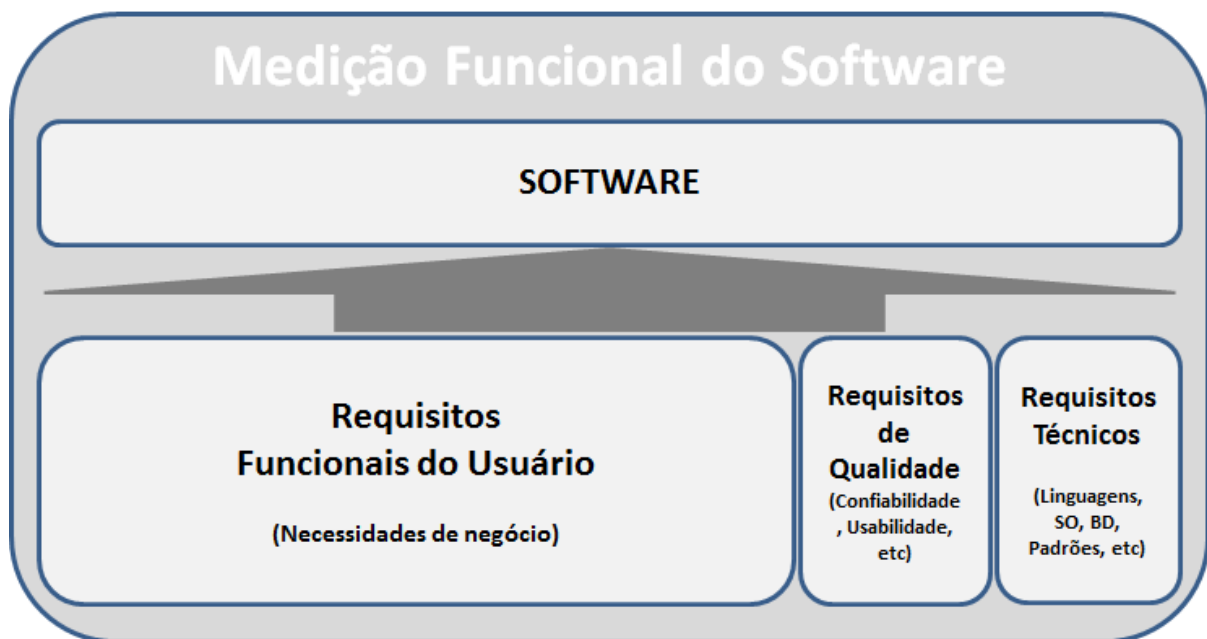 Medição Funcional do Software
SOFTWARE
Requisitos
Funcionais do Usuário
(Necessidades de negócio)
Requisitos
de
Qualidade
(Confiabilidade
, Usabilidade,
etc)
Requisitos
Técnicos
(Linguagens,
SO, BD,
Padrões, etc)